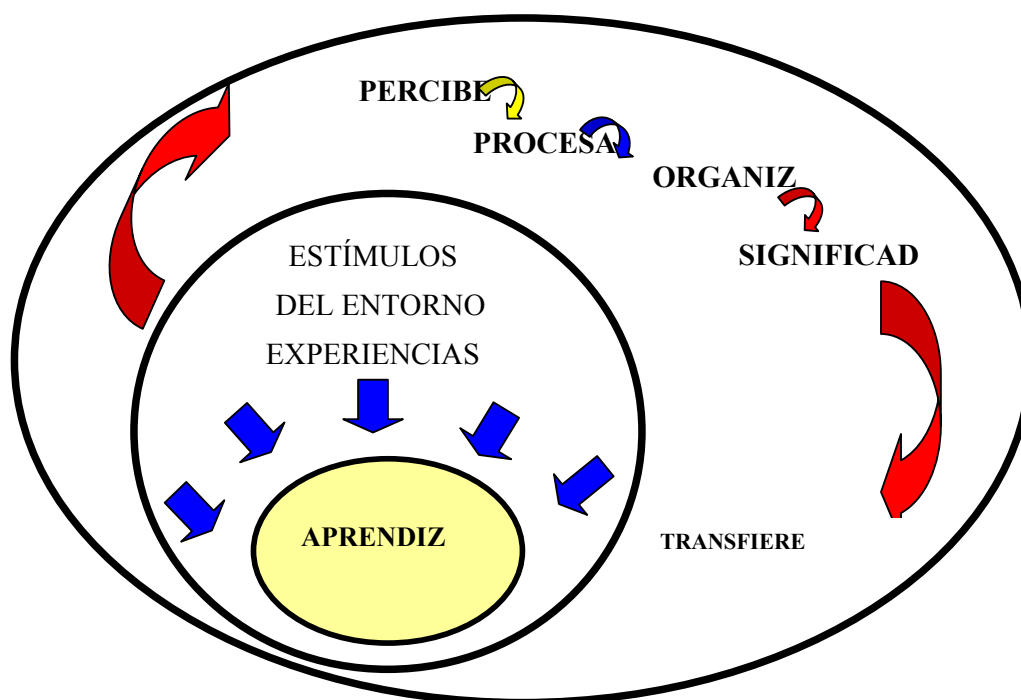 PERCIBE
PROCESA
ORGANIZ
SIGNIFICAD
ESTÍMULOS
DEL ENTORNO
EXPERIENCIAS
APRENDIZ
TRANSFIERE